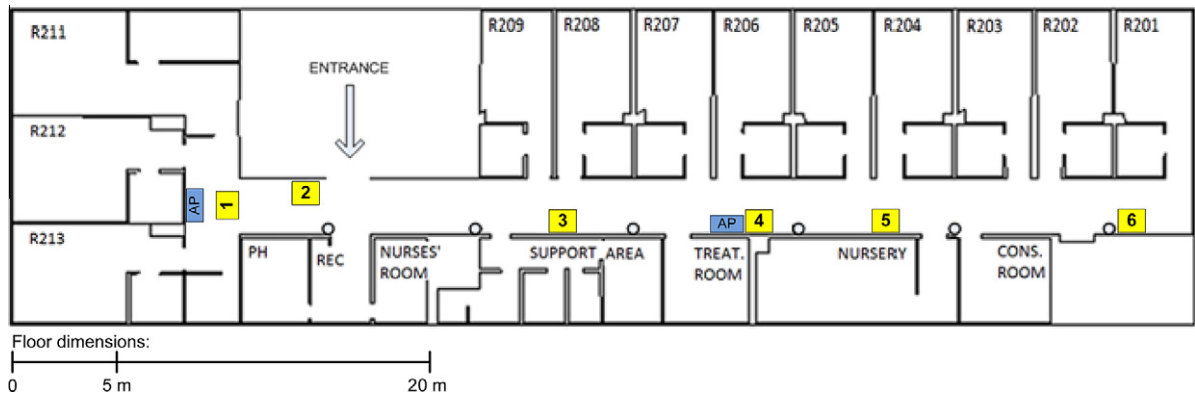 R211
R209
R208
R207
R206
R205
R204
R203
R202
R201
ENTRANCE
R212
AP
1
2
3
AP
4
5
6
R213
PH
REC
NURSES'
ROOM
SUPPORT AREA
TREAT.
ROOM
NURSERY
CONS.
ROOM
Floor dimensions:
0
5 m
20 m